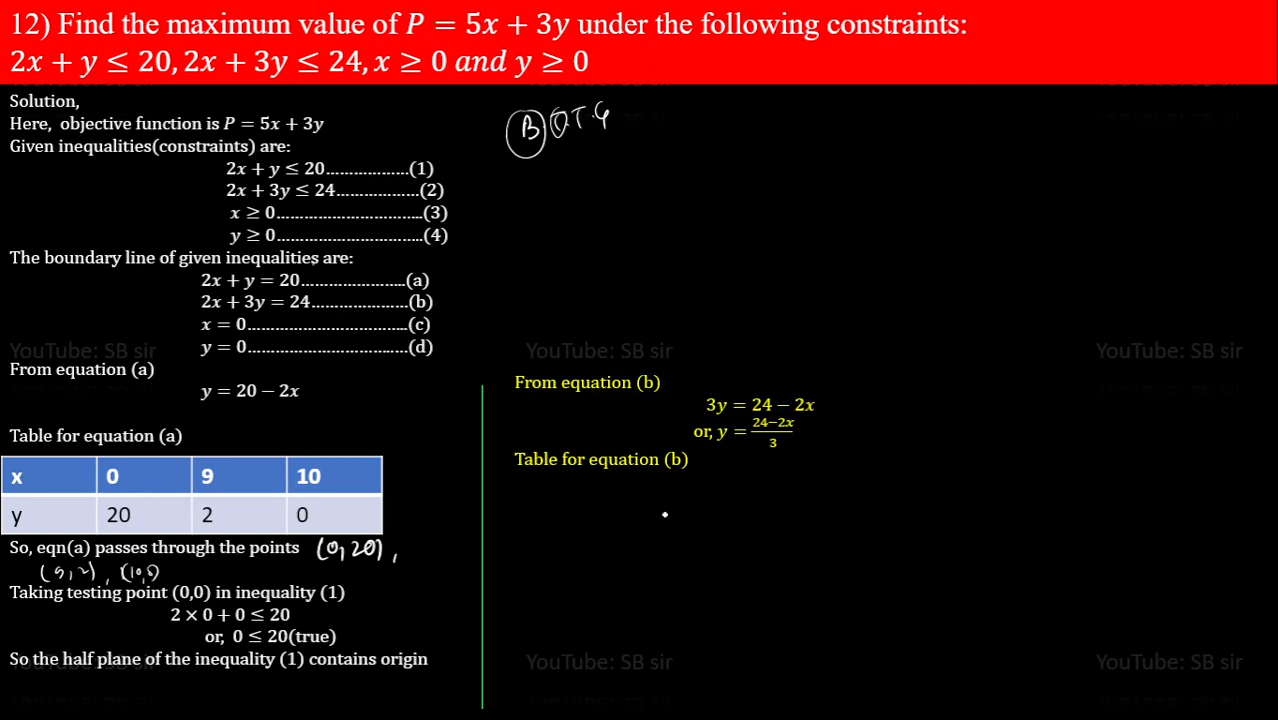 12) Find the maximum value of P = 5x + 3y under the following constraints:
2x + y ≤ 20, 2x + 3y ≤ 24, x ≥ 0 and y ≥ 0
Solution,
Here, objective function is P = 5x + 3y
Given inequalities(constraints) are:
2x + y ≤ 20..................(1)
2x + 3y ≤ 24..................(2)
x ≥ 0................................(3)
y ≥ 0................................(4)
The boundary line of given inequalities are:
2x + y = 20.......................(a)
2x + 3y = 24.....................(b)
x = 0...................................(c)
y = 0...................................(d)
From equation (a)
y = 20 − 2x
Table for equation (a)
x 0 9 10
y 20 2 0
So, eqn(a) passes through the points (0, 20),
(9, 2), (10, 0)
Taking testing point (0,0) in inequality (1)
2 × 0 + 0 ≤ 20
or, 0 ≤ 20(true)
So the half plane of the inequality (1) contains origin
B O T. G
From equation (b)
3y = 24 − 2x
or, y = 24−2x / 3
Table for equation (b)
YouTube: SB sir
YouTube: SB sir
YouTube: SB sir
YouTube: SB sir
YouTube: SB sir